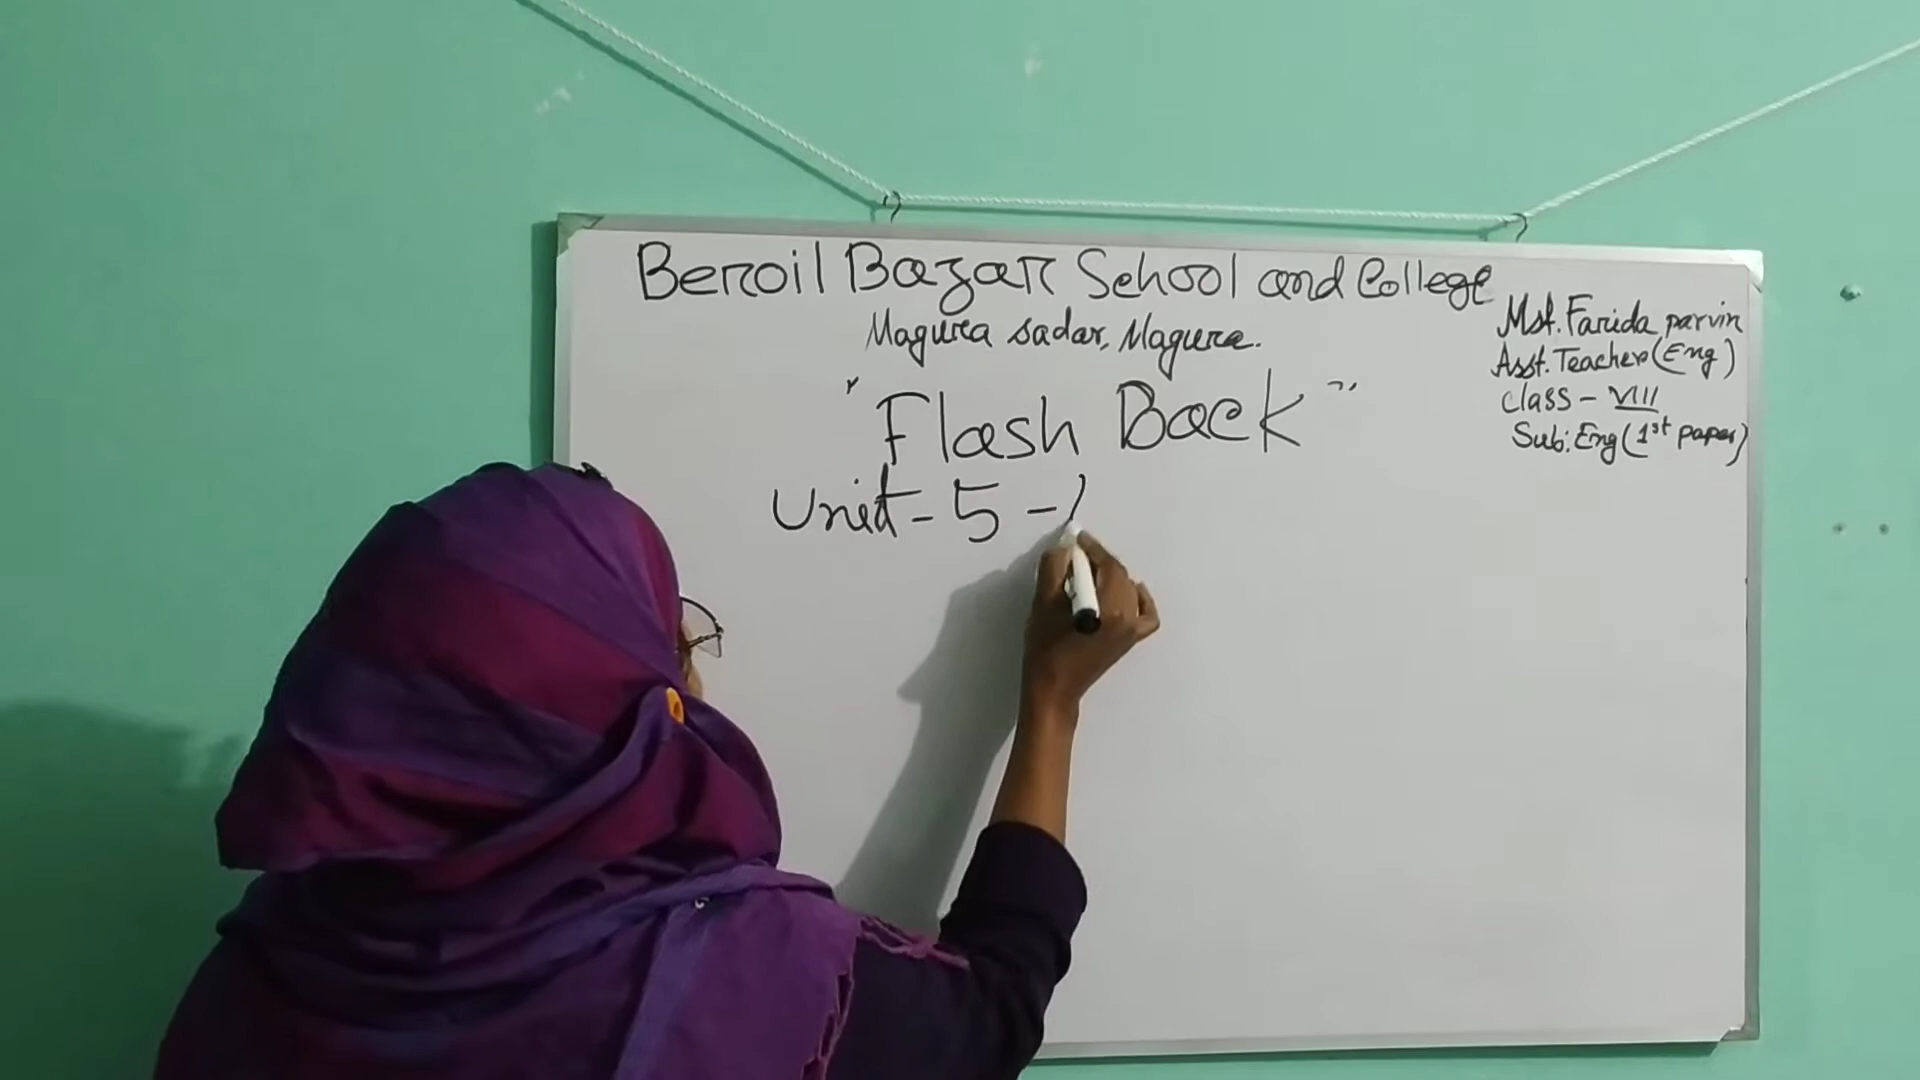 Beroil Bazar School and College
Magura sadar, Magura.
"Flash Back"
Unit - 5 -
Mst. Farida parvin
Asst. Teacher (Eng)
Class - VIII
Sub: Eng (1st paper)